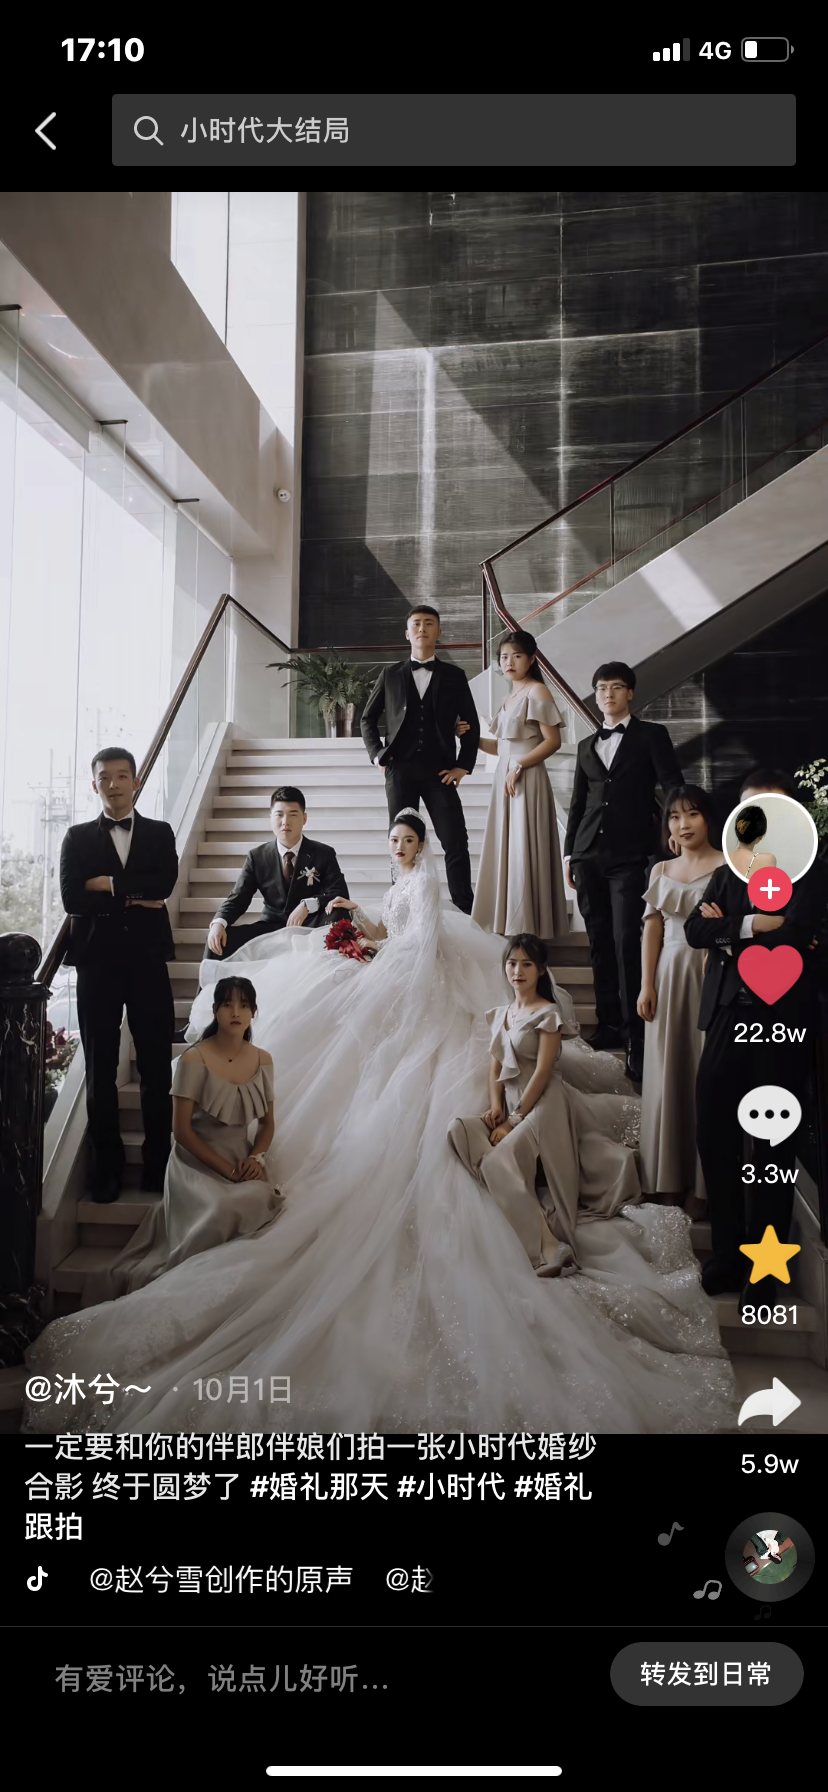 17:10
4G
小时代大结局
22.8w
3.3w
8081
5.9w
@沐兮～ · 10月1日
一定要和你的伴郎伴娘们拍一张小时代婚纱
合影 终于圆梦了 #婚礼那天 #小时代 #婚礼
跟拍
@赵兮雪创作的原声 @赵
有爱评论，说点儿好听...
转发到日常